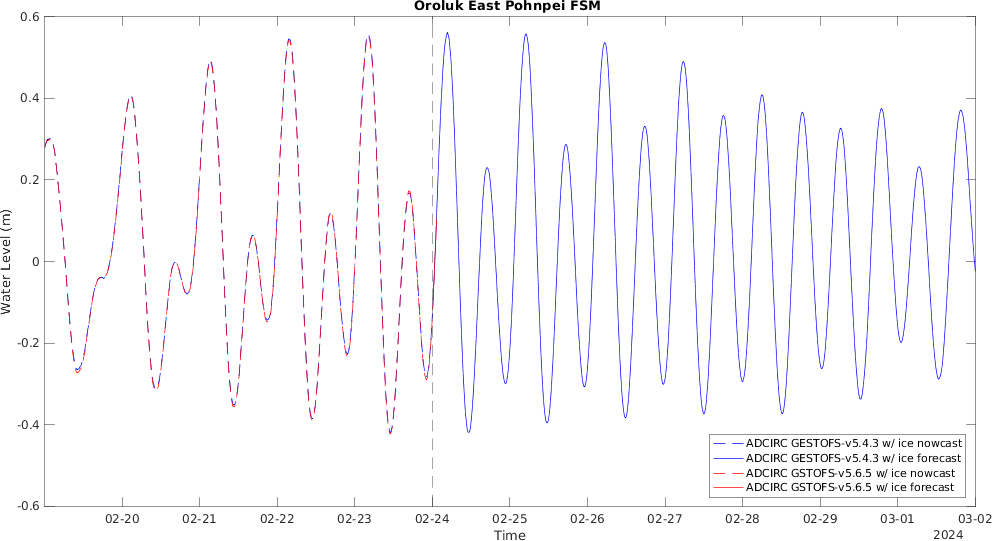 Oroluk East Pohnpei FSM
0.6
0.4
0.2
0
-0.2
-0.4
-0.6
Water Level (m)
02-20
02-21
02-22
02-23
02-24
02-25
02-26
02-27
02-28
02-29
03-01
03-02
2024
Time
ADCIRC GESTOFS-v5.4.3 w/ ice nowcast
ADCIRC GESTOFS-v5.4.3 w/ ice forecast
ADCIRC GSTOFS-v5.6.5 w/ ice nowcast
ADCIRC GSTOFS-v5.6.5 w/ ice forecast